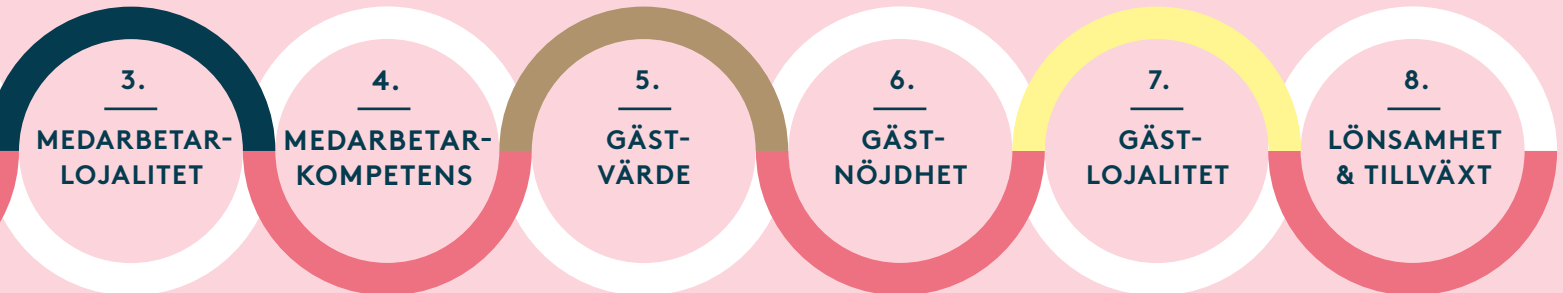 3.
MEDARBETAR-
LOJALITET
4.
MEDARBETAR-
KOMPETENS
5.
GÄST-
VÄRDE
6.
GÄST-
NÖJDHET
7.
GÄST-
LOJALITET
8.
LÖNSAMHET
& TILLVÄXT